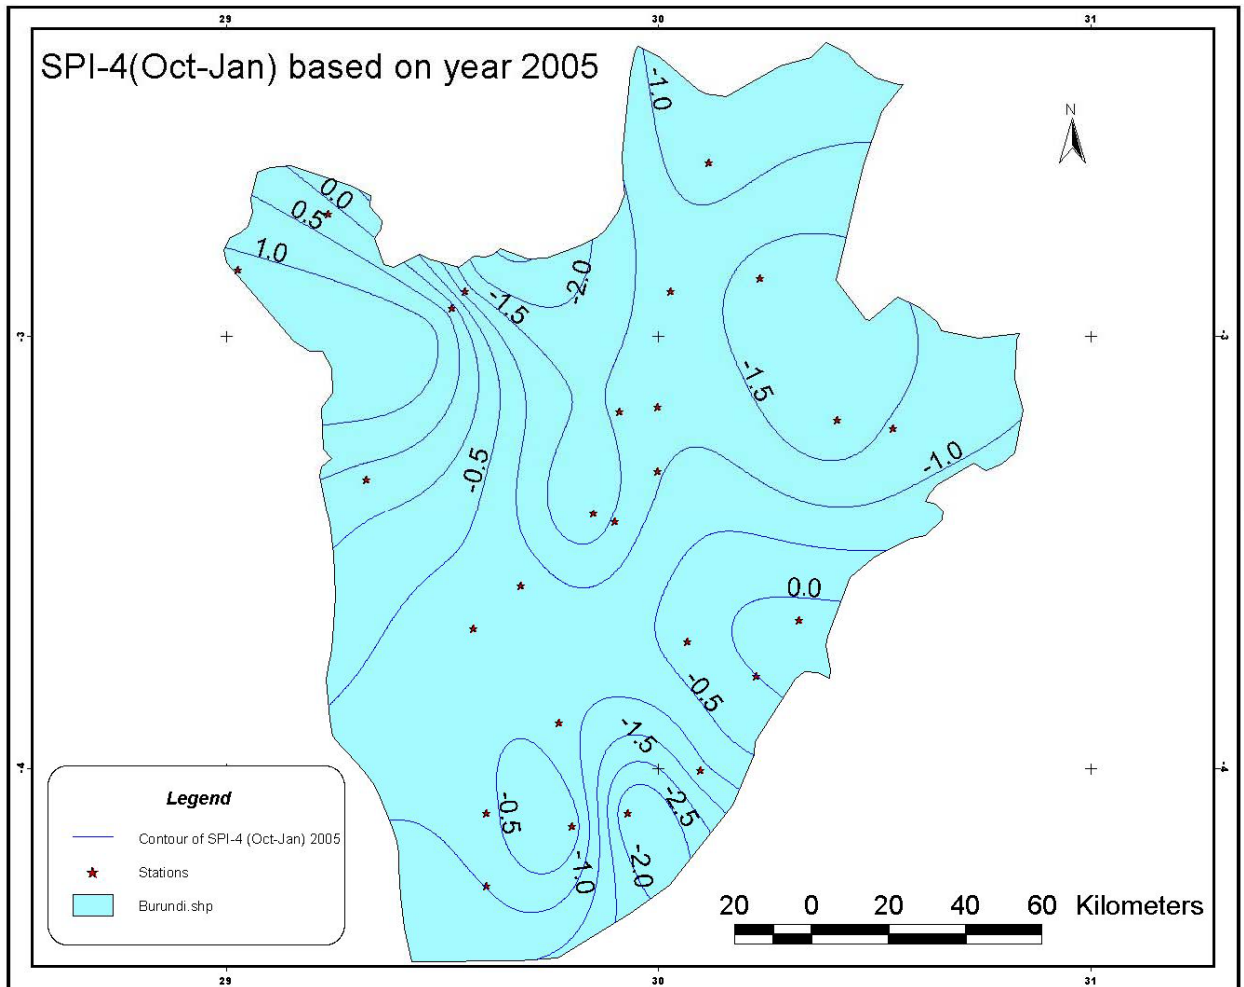 29 30 31
SPI-4(Oct-Jan) based on year 2005
N
-1.0
0.0
0.5
1.0
-2.0
-1.5
-3 -3
-1.5
-1.0
-0.5
0.0
-0.5
-1.5
-4 -4
-2.5
-0.5
-1.0
-2.0
Legend
Contour of SPI-4 (Oct-Jan) 2005
Stations
Burundi.shp
20 0 20 40 60 Kilometers
29 30 31